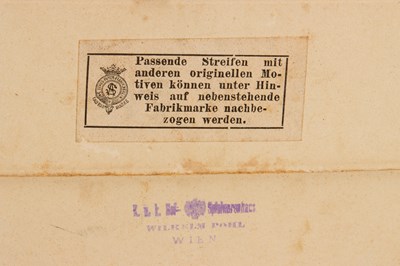 Passende Streifen mit
anderen originellen Mo-
tiven können unter Hin-
weis auf nebenstehende
Fabrikmarke nachbe-
zogen werden.
K. u. k. Hof-
WILHELM POHL
WIEN